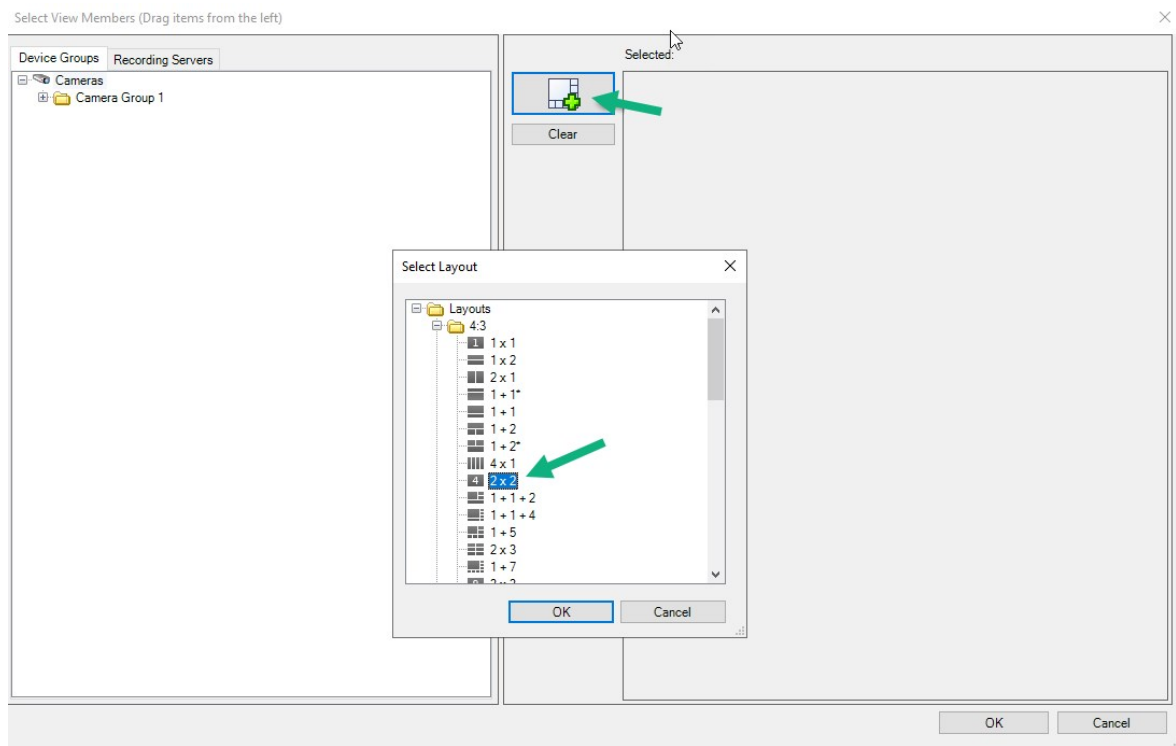 Select View Members (Drag items from the left)
Device Groups
Recording Servers
Selected:
Cameras
Camera Group 1
Clear
Select Layout
Layouts
4:3
1 1 x 1
1 x 2
2 x 1
1 + 1*
1 + 1
1 + 2
1 + 2*
4 x 1
4 2 x 2
1 + 1 + 2
1 + 1 + 4
1 + 5
2 x 3
1 + 7
OK
Cancel
OK
Cancel